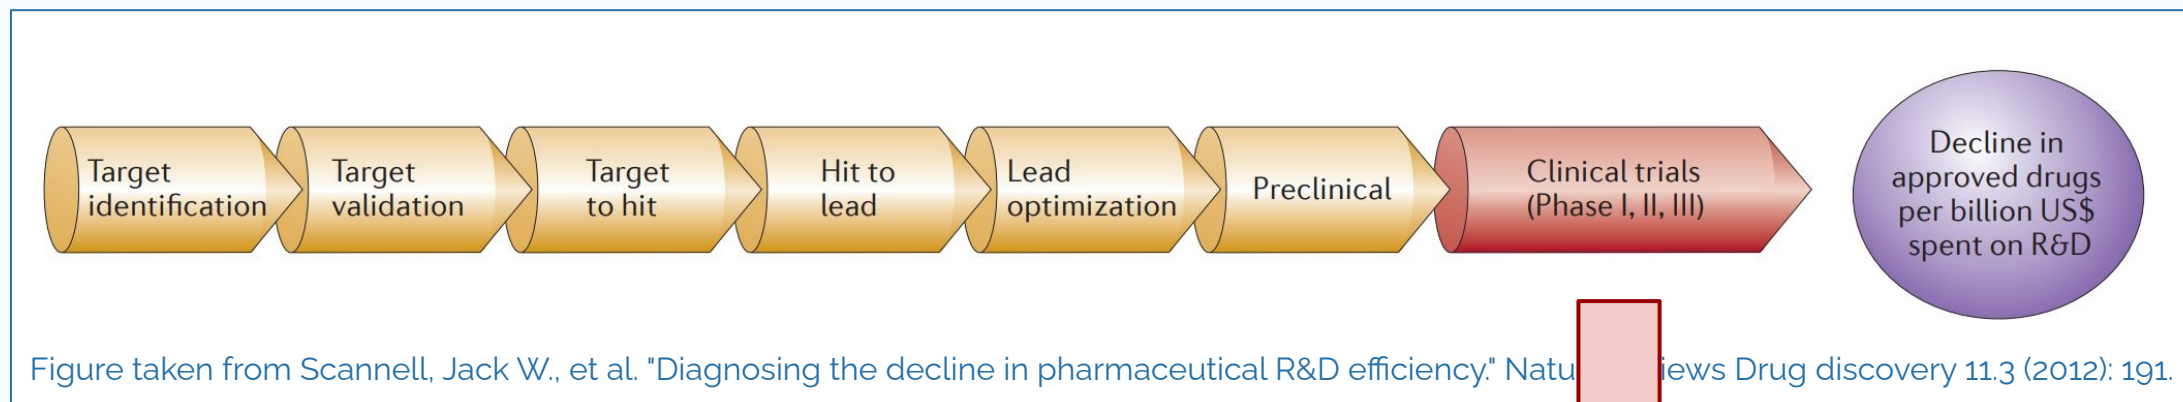 Target
identification
Target
validation
Target
to hit
Hit to
lead
Lead
optimization
Preclinical
Clinical trials
(Phase I, II, III)
Decline in
approved drugs
per billion US$
spent on R&D
Figure taken from Scannell, Jack W., et al. "Diagnosing the decline in pharmaceutical R&D efficiency." Natu iews Drug discovery 11.3 (2012): 191.